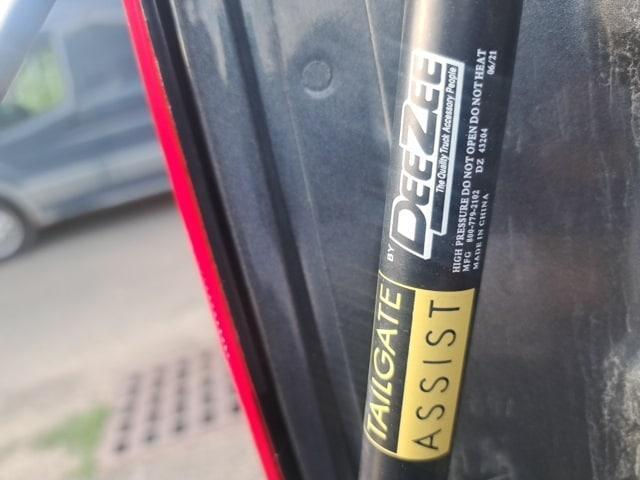 TAILGATE
ASSIST
BY DEEZEE
The Quality Truck Accessory People
HIGH PRESSURE DO NOT OPEN DO NOT HEAT
MFG 800-779-2102 DZ 43204 06/21
MADE IN CHINA